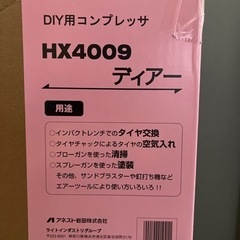 DIY用コンプレッサ
HX4009
ディアー
用途
○インパクトレンチでのタイヤ交換
○タイヤチャックによるタイヤの空気入れ
○ブローガンを使った清掃
○スプレーガンを使った塗装
その他、サンドブラスターや釘打ち機など
エアーツールにより使い方いろいろ!!
アネスト岩田株式会社
ライトインダストリグループ